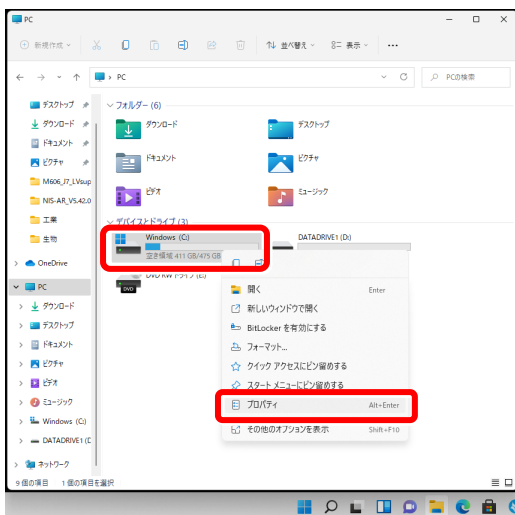 PC
新規作成
並べ替え
表示
PC
PCの検索
デスクトップ
ダウンロード
ドキュメント
ピクチャ
M606_J7_LVsup
NIS-AR_V5.42.0
工業
生物
OneDrive
PC
ダウンロード
デスクトップ
ドキュメント
ピクチャ
ビデオ
ミュージック
Windows (C:)
DATADRIVE1 (D
ネットワーク
フォルダー (6)
ダウンロード
デスクトップ
ドキュメント
ピクチャ
ビデオ
ミュージック
デバイスとドライブ (3)
Windows (C:)
空き領域 411 GB/475 GB
DATADRIVE1 (D:)
DVD RW ドライブ (E:)
DVD
開く Enter
新しいウィンドウで開く
BitLocker を有効にする
フォーマット...
クイック アクセスにピン留めする
スタート メニューにピン留めする
プロパティ Alt+Enter
その他のオプションを表示 Shift+F10
9 個の項目 1 個の項目を選択